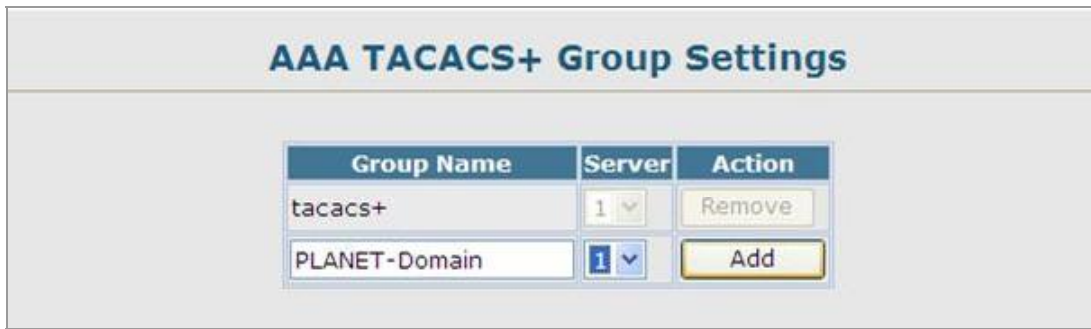 AAA TACACS+ Group Settings
Group Name Server Action
tacacs+ 1 Remove
PLANET-Domain 1 Add